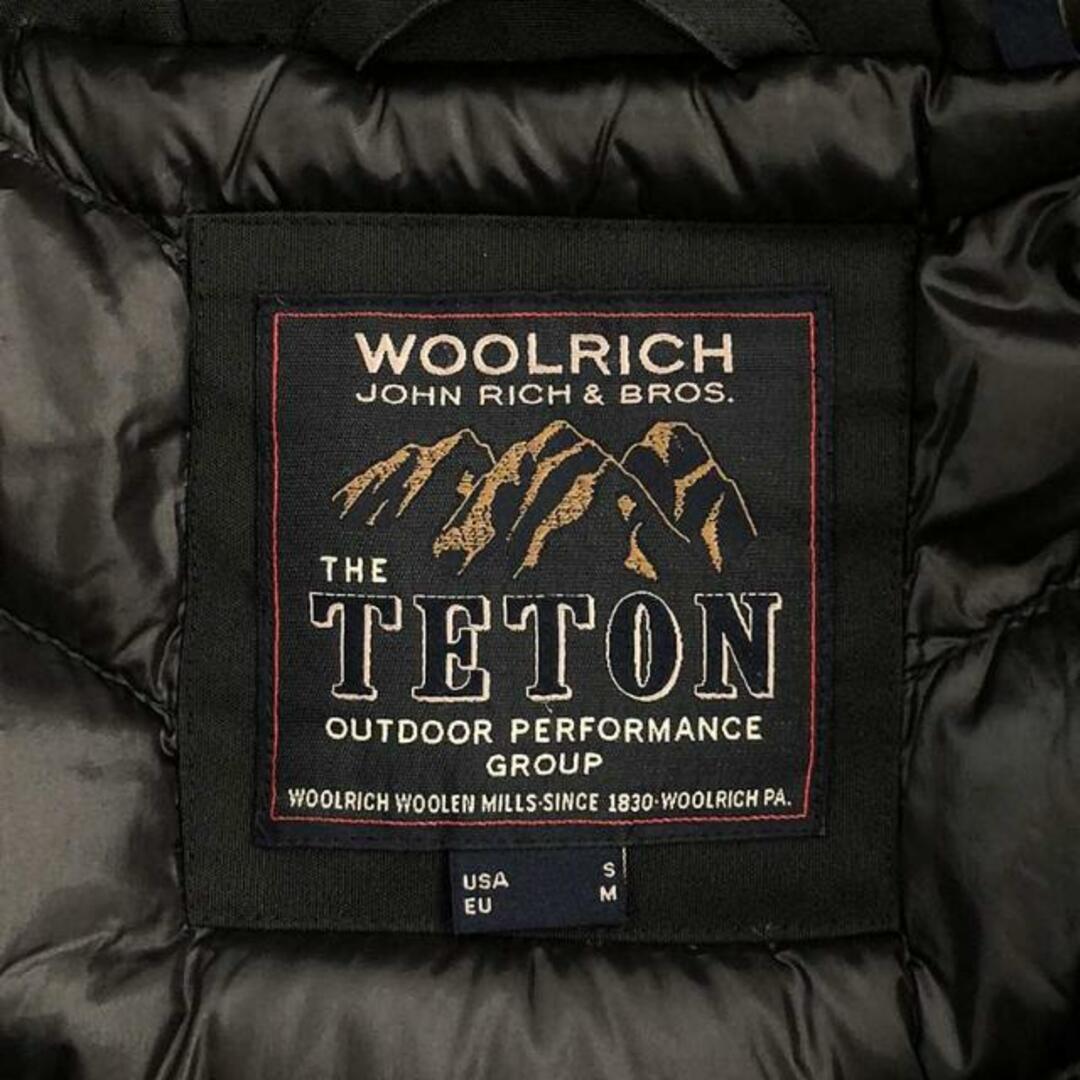 WOOLRICH
JOHN RICH & BROS.
THE
TETON
OUTDOOR PERFORMANCE
GROUP
WOOLRICH WOOLEN MILLS·SINCE 1830·WOOLRICH PA.
USA S
EU M